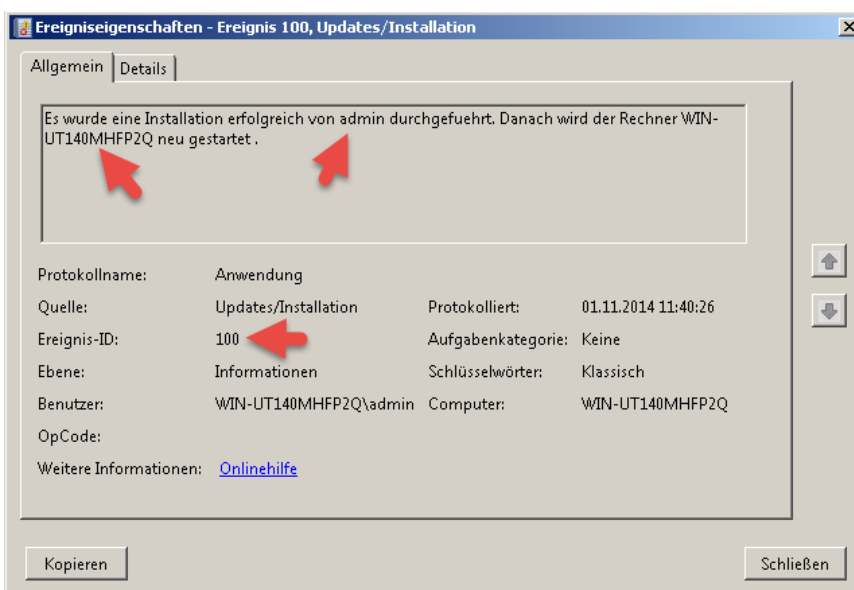 Ereigniseigenschaften - Ereignis 100, Updates/Installation
Allgemein
Details
Es wurde eine Installation erfolgreich von admin durchgefuehrt. Danach wird der Rechner WIN-
UT140MHFP2Q neu gestartet .
Protokollname: Anwendung
Quelle: Updates/Installation Protokolliert: 01.11.2014 11:40:26
Ereignis-ID: 100 Aufgabenkategorie: Keine
Ebene: Informationen Schlüsselwörter: Klassisch
Benutzer: WIN-UT140MHFP2Q\admin Computer: WIN-UT140MHFP2Q
OpCode:
Weitere Informationen: Onlinehilfe
Kopieren
Schließen